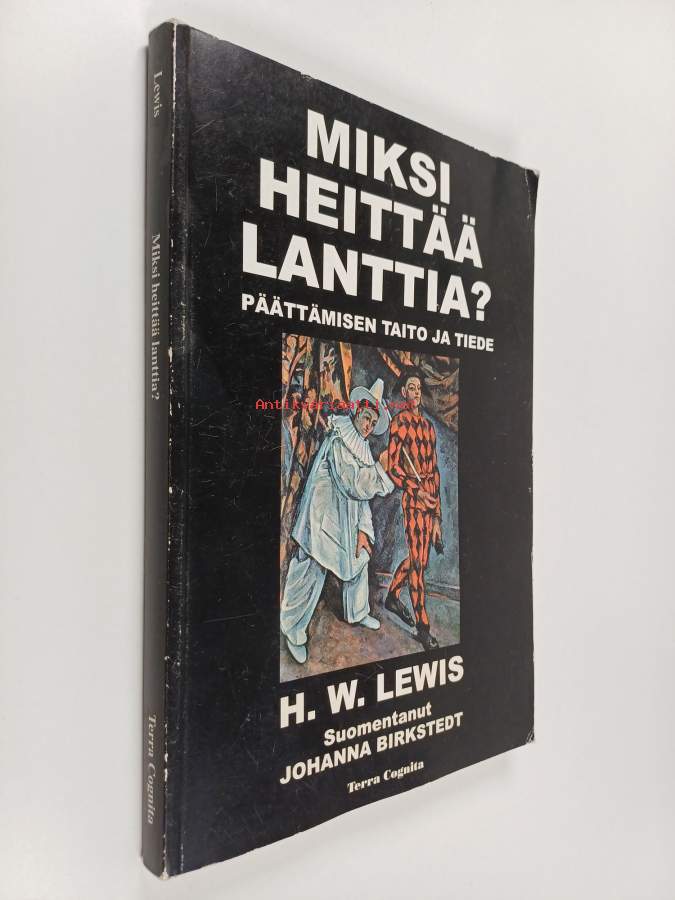 Lewis
Miksi heittää lanttia?
Terra Cognita
MIKSI
HEITTÄÄ
LANTTIA?
PÄÄTTÄMISEN TAITO JA TIEDE
Antikvariaatti.net
H. W. LEWIS
Suomentanut
JOHANNA BIRKSTEDT
Terra Cognita